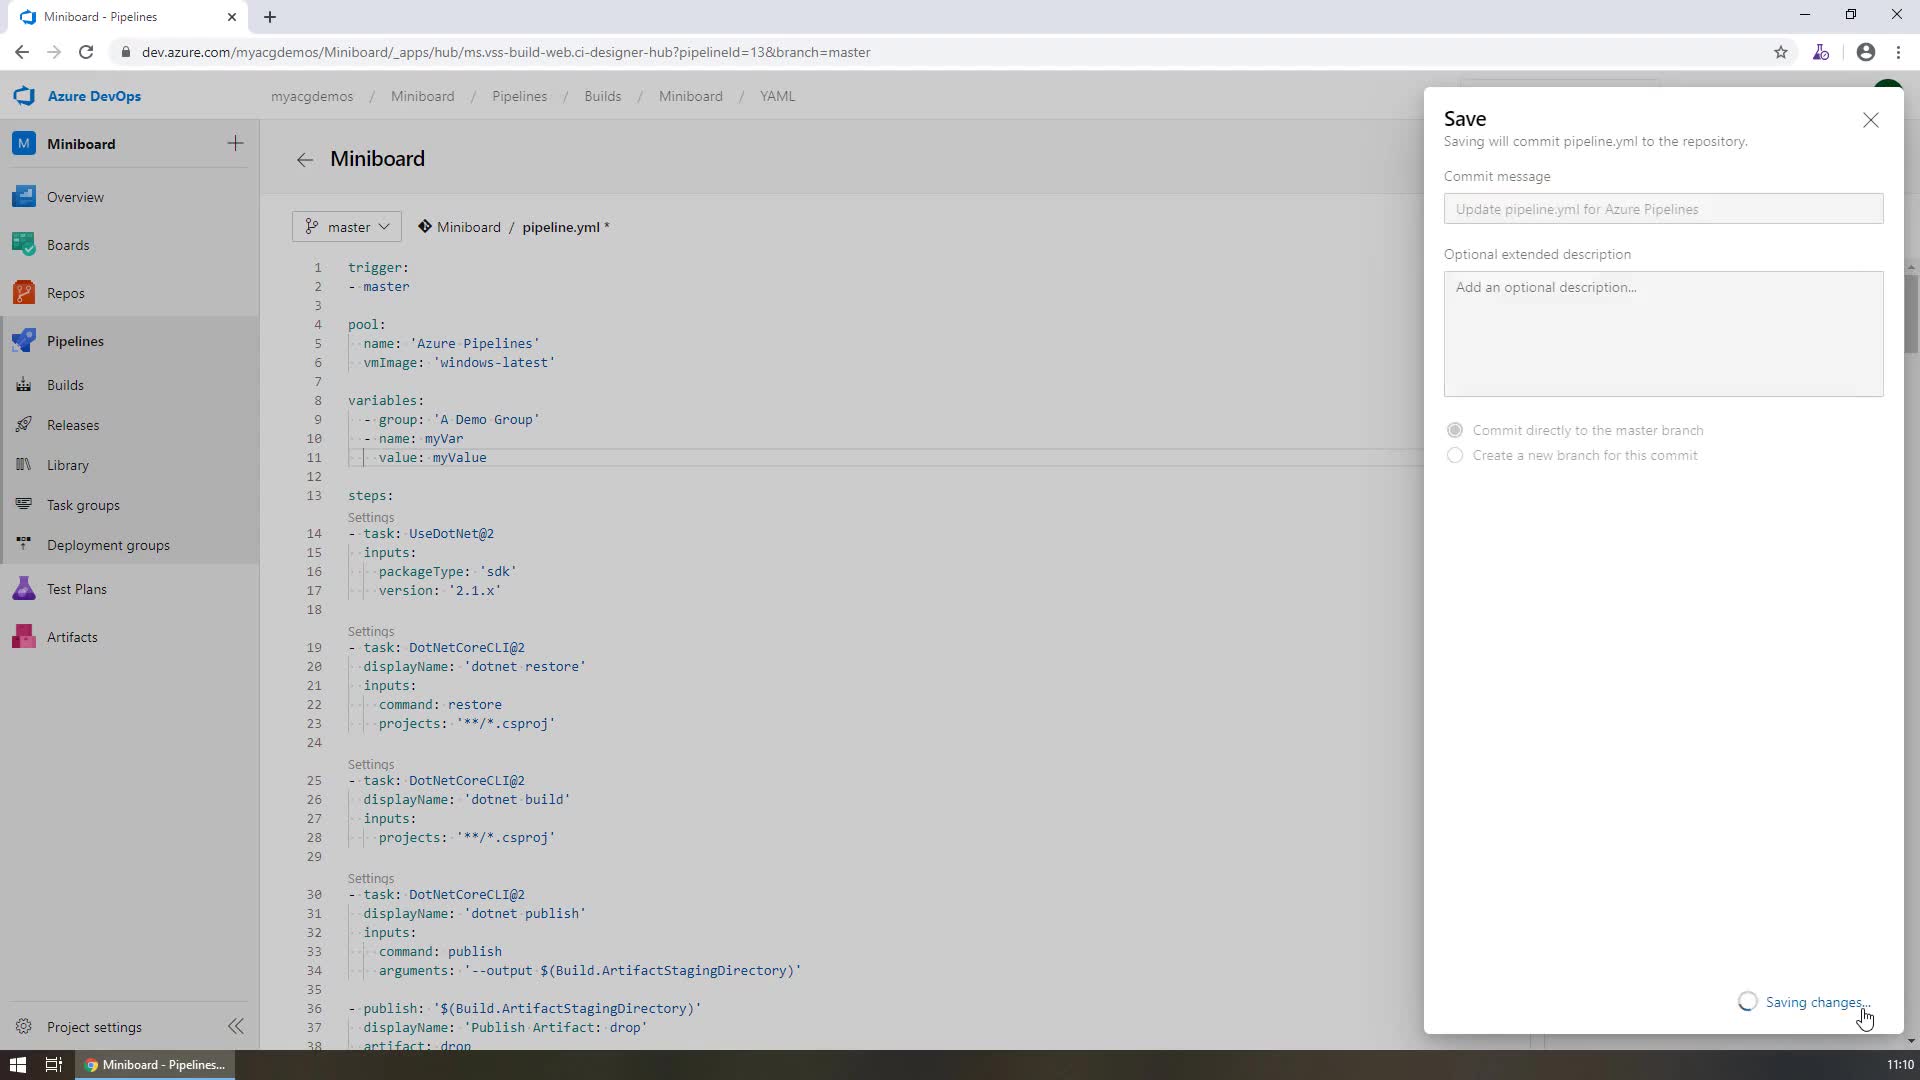 Miniboard - Pipelines
dev.azure.com/myacgdemos/Miniboard/_apps/hub/ms.vss-build-web.ci-designer-hub?pipelineId=13&branch=master
Azure DevOps
myacgdemos / Miniboard / Pipelines / Builds / Miniboard / YAML
M Miniboard
Overview
Boards
Repos
Pipelines
Builds
Releases
Library
Task groups
Deployment groups
Test Plans
Artifacts
Project settings
Miniboard
master
Miniboard / pipeline.yml *
1 trigger:
2 - master
3
4 pool:
5 name: 'Azure Pipelines'
6 vmImage: 'windows-latest'
7
8 variables:
9 - group: 'A Demo Group'
10 - name: myVar
11 value: myValue
12
13 steps:
Settings
14 - task: UseDotNet@2
15 inputs:
16 packageType: 'sdk'
17 version: '2.1.x'
18
Settings
19 - task: DotNetCoreCLI@2
20 displayName: 'dotnet restore'
21 inputs:
22 command: restore
23 projects: '**/*.csproj'
24
Settings
25 - task: DotNetCoreCLI@2
26 displayName: 'dotnet build'
27 inputs:
28 projects: '**/*.csproj'
29
Settings
30 - task: DotNetCoreCLI@2
31 displayName: 'dotnet publish'
32 inputs:
33 command: publish
34 arguments: '--output $(Build.ArtifactStagingDirectory)'
35
36 - publish: '$(Build.ArtifactStagingDirectory)'
37 displayName: 'Publish Artifact: drop'
38 artifact: drop
Save
Saving will commit pipeline.yml to the repository.
Commit message
Update pipeline.yml for Azure Pipelines
Optional extended description
Add an optional description...
Commit directly to the master branch
Create a new branch for this commit
Saving changes...
Miniboard - Pipelines...
11:10